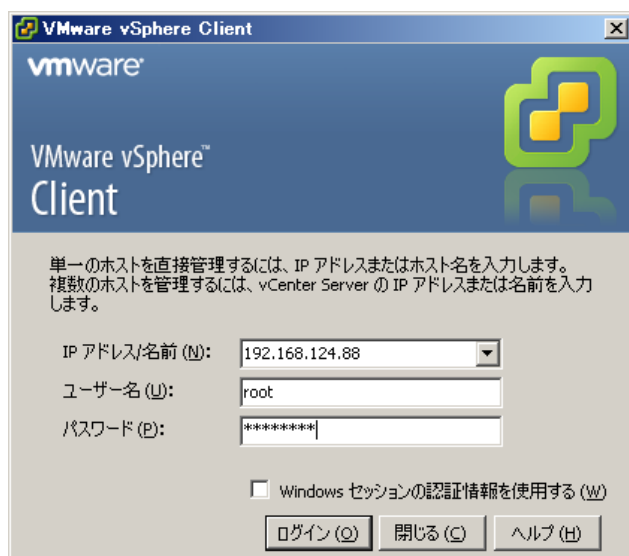 VMware vSphere Client
vmware
VMware vSphere™
Client
単一のホストを直接管理するには、IP アドレスまたはホスト名を入力します。
複数のホストを管理するには、vCenter Server の IP アドレスまたは名前を入力
します。
IP アドレス/名前 (N): 192.168.124.88
ユーザー名 (U): root
パスワード (P): ********
Windows セッションの認証情報を使用する (W)
ログイン (O) 閉じる (C) ヘルプ (H)